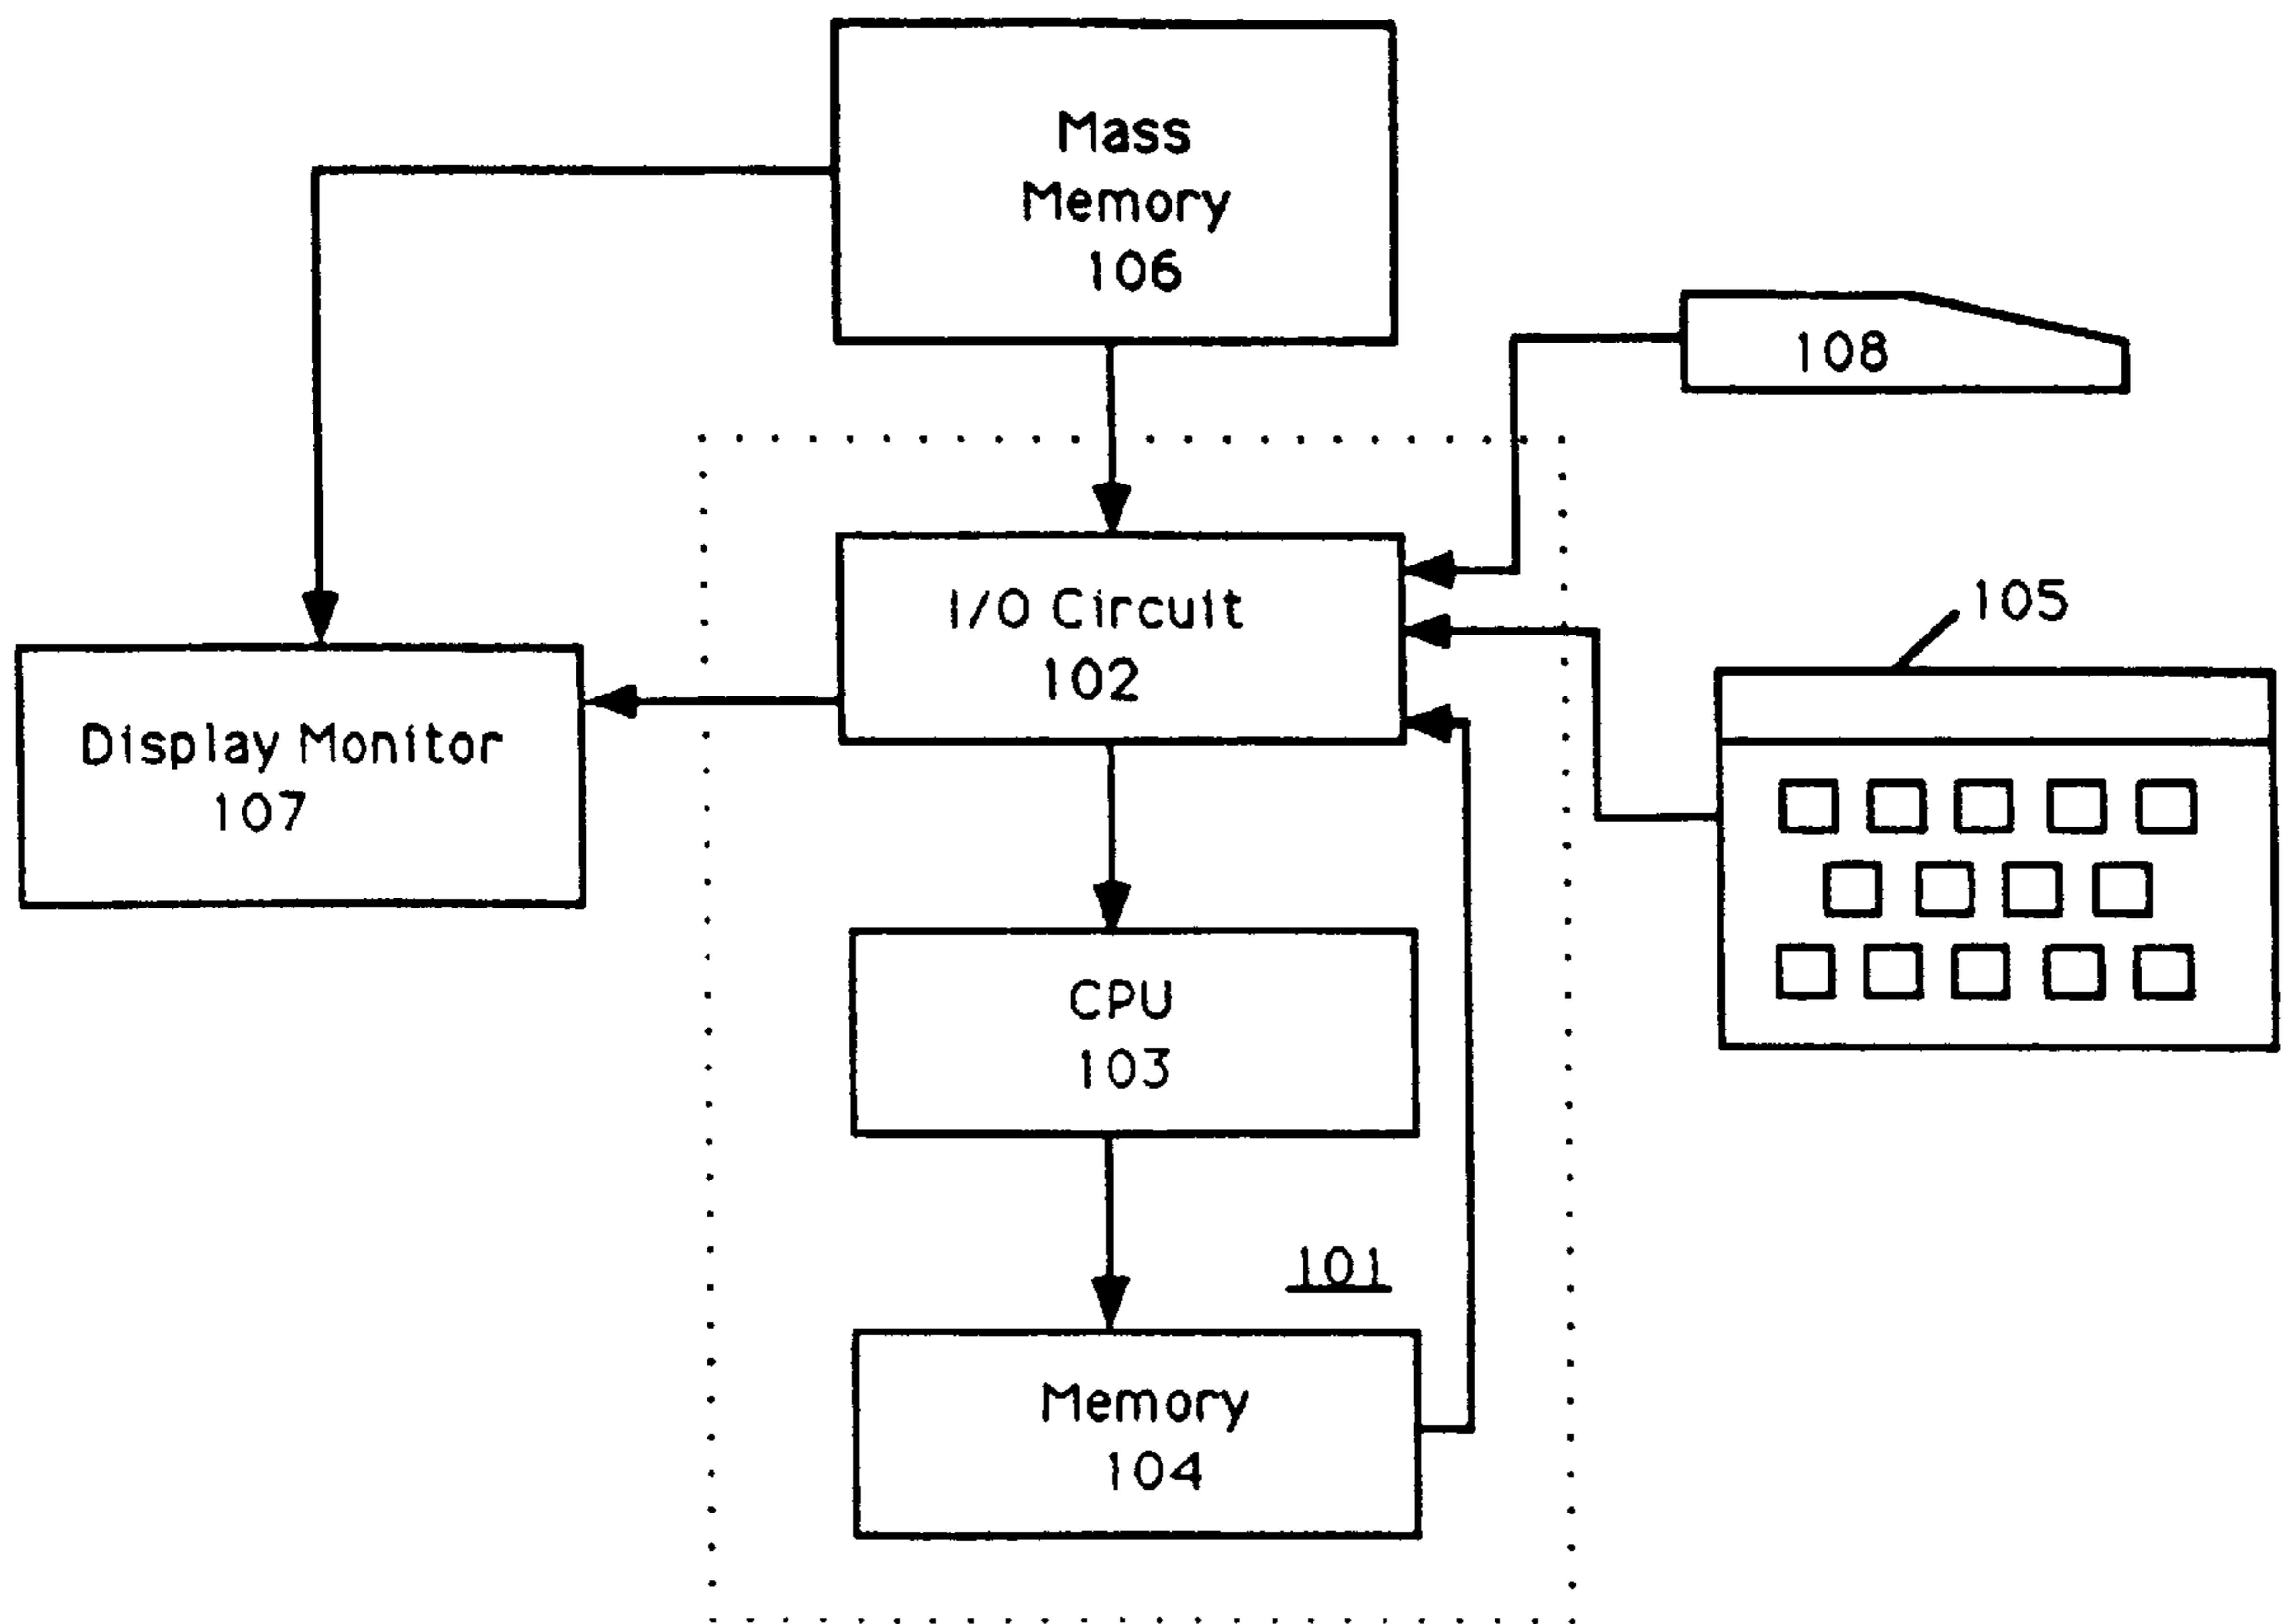 Mass
Memory
106
108
I/O Circuit
102
105
Display Monitor
107
CPU
103
101
Memory
104